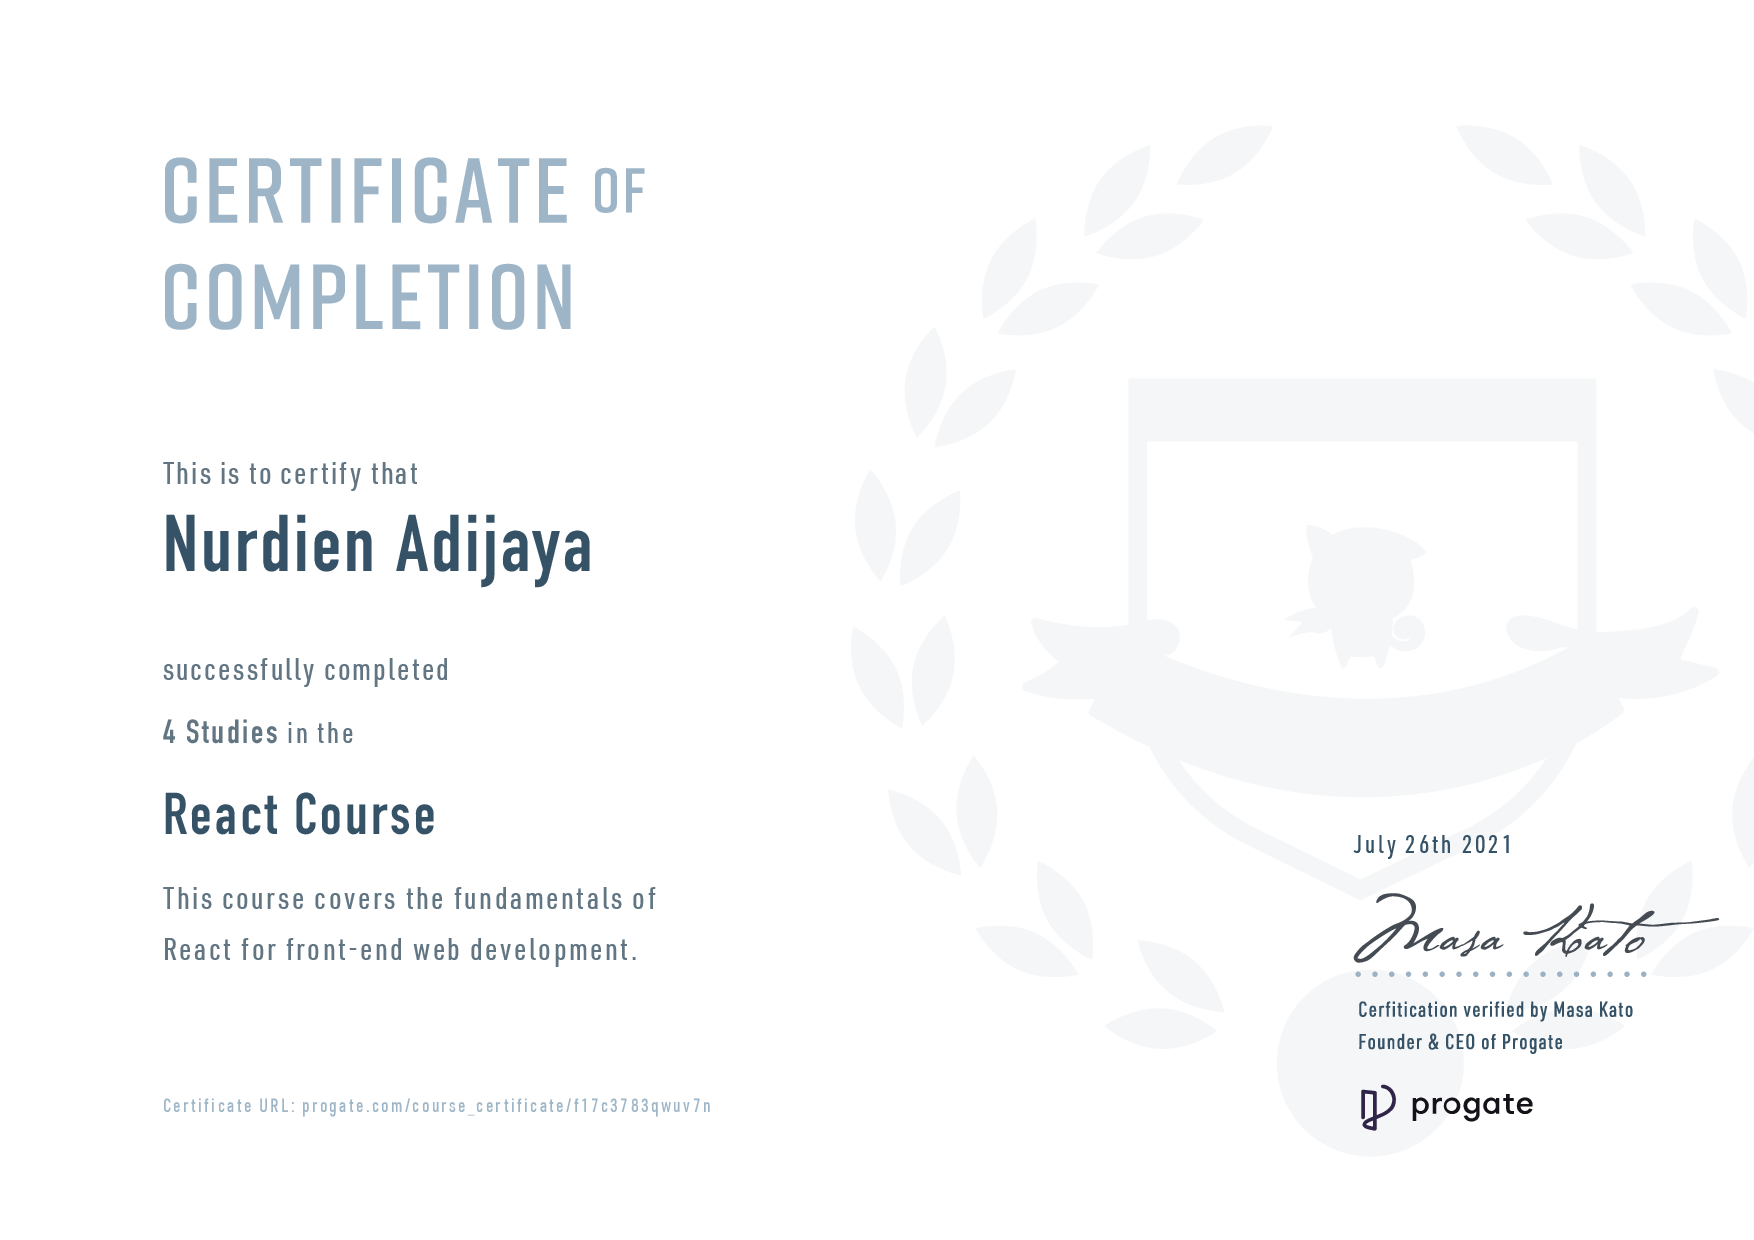 CERTIFICATE OF
COMPLETION
This is to certify that
Nurdien Adijaya
successfully completed
4 Studies in the
React Course
This course covers the fundamentals of
React for front-end web development.
July 26th 2021
Masa Kato
Cerfitication verified by Masa Kato
Founder & CEO of Progate
Certificate URL: progate.com/course_certificate/f17c3783qwuv7n
progate